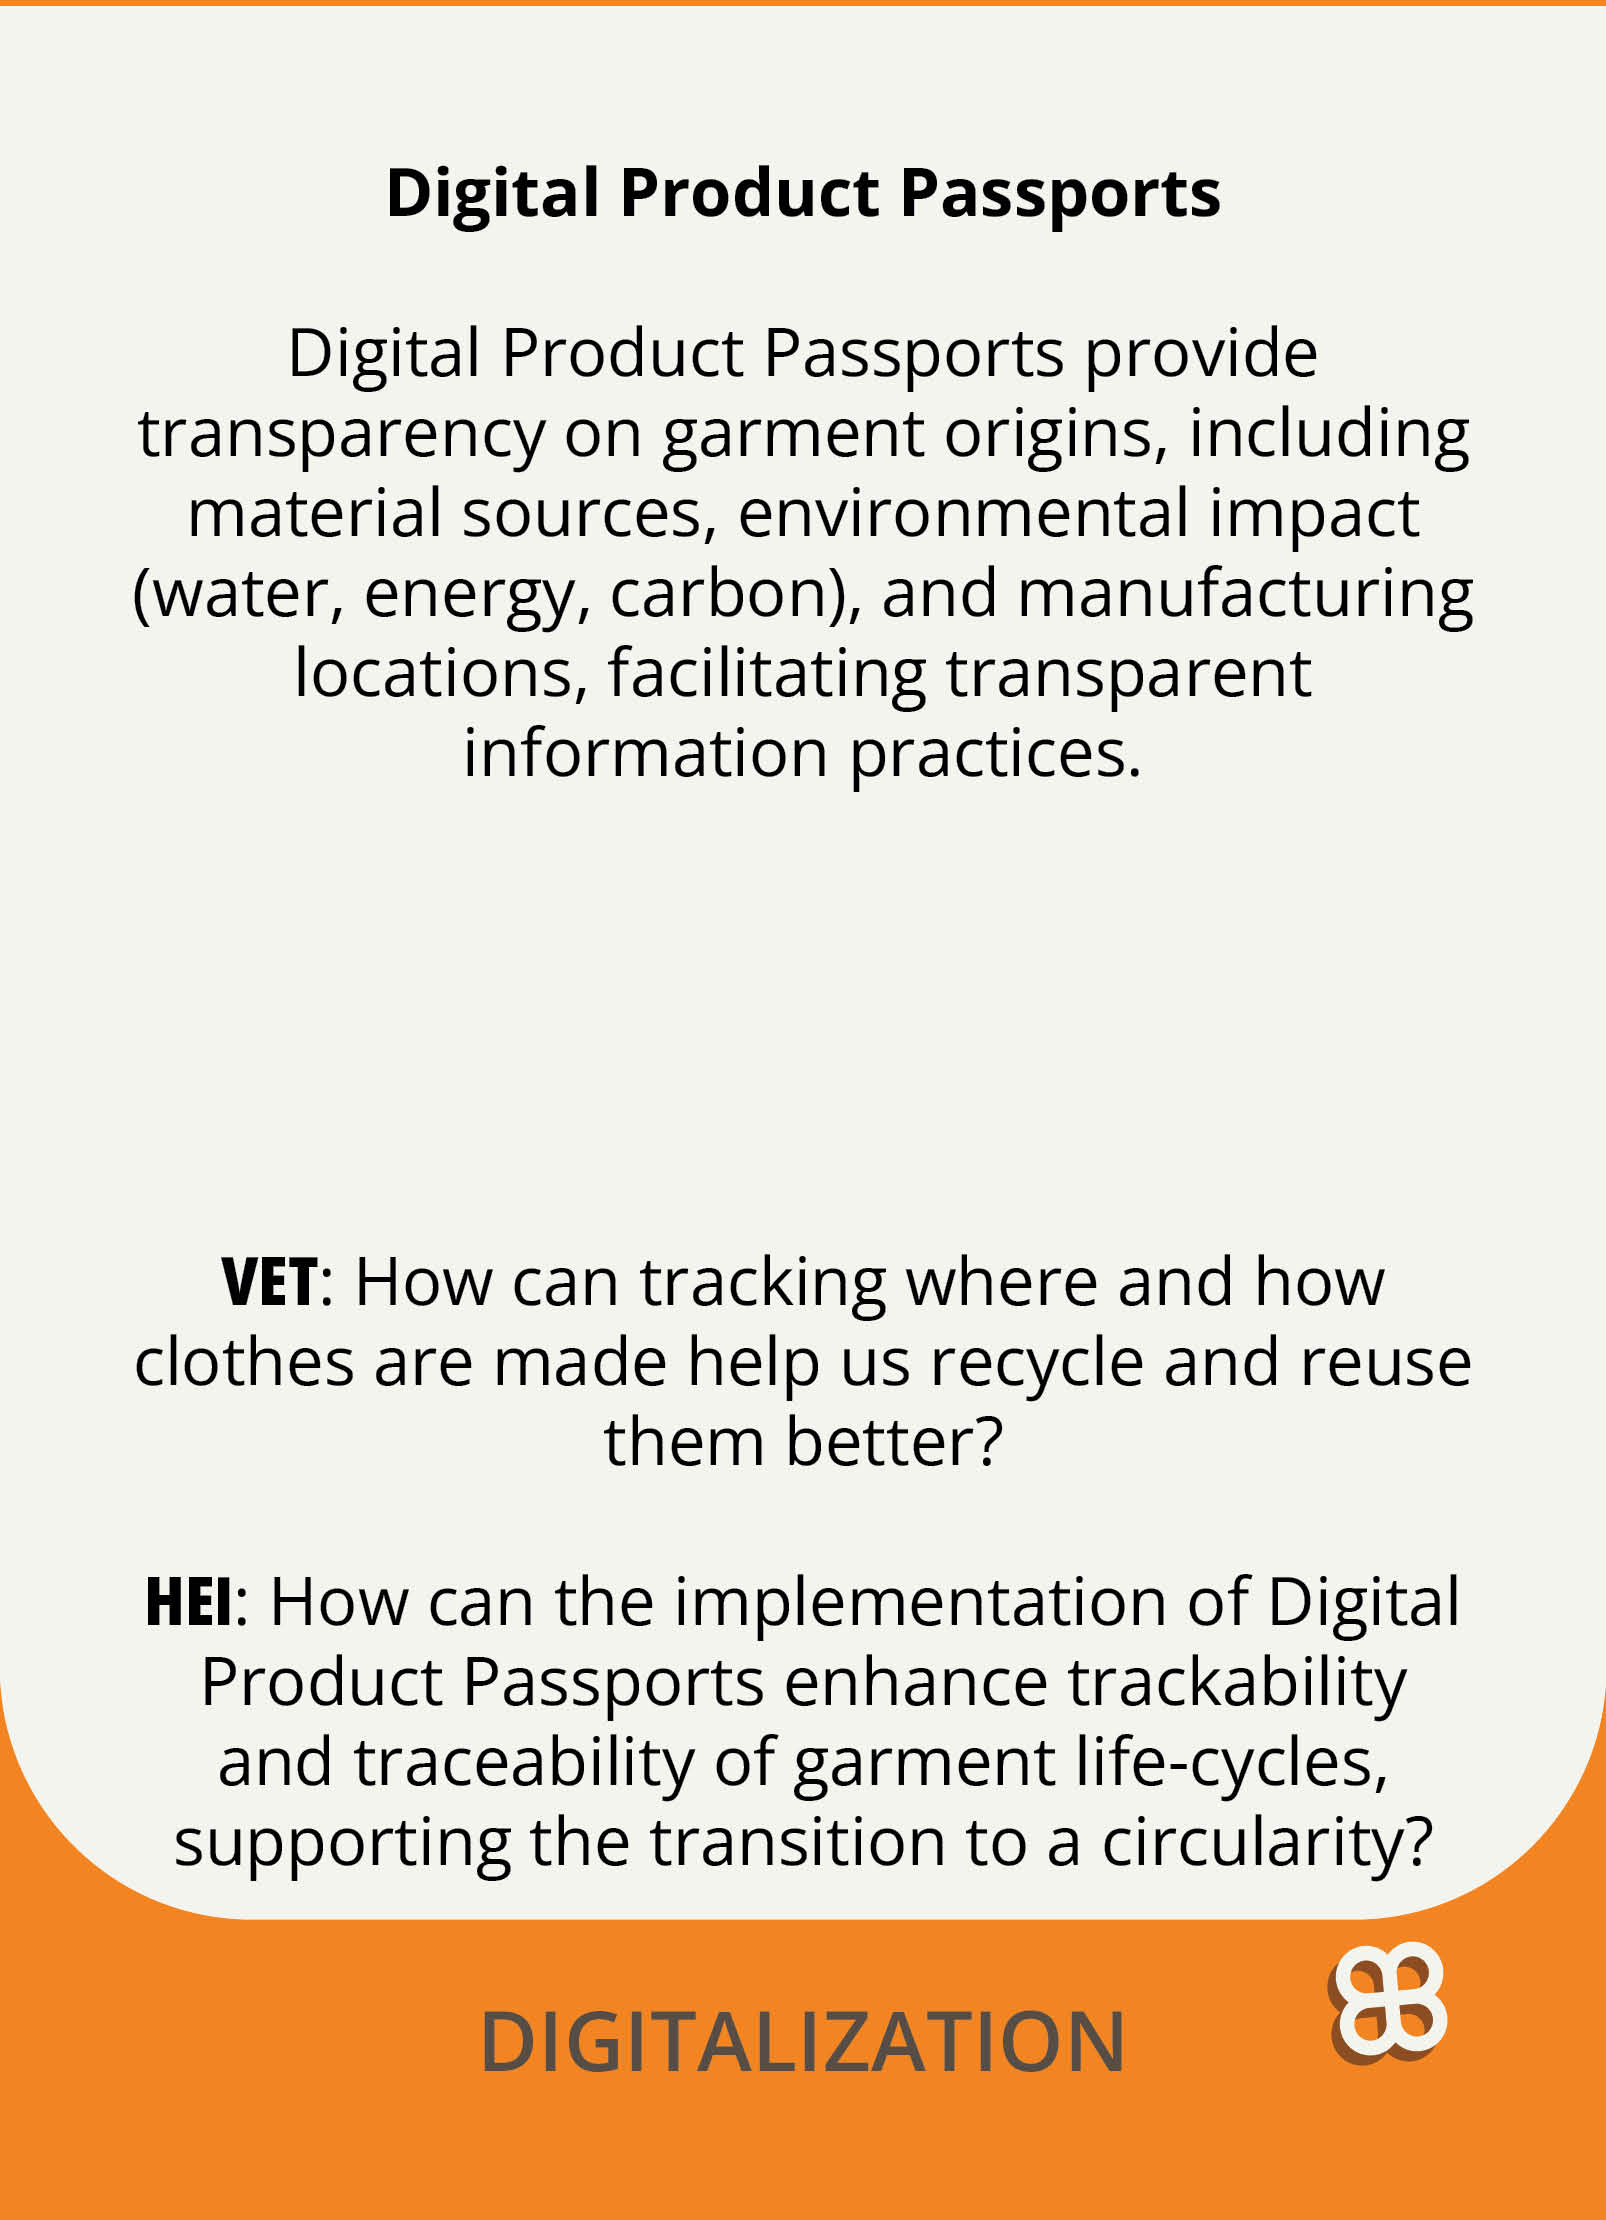 Digital Product Passports
Digital Product Passports provide
transparency on garment origins, including
material sources, environmental impact
(water, energy, carbon), and manufacturing
locations, facilitating transparent
information practices.
VET: How can tracking where and how
clothes are made help us recycle and reuse
them better?
HEI: How can the implementation of Digital
Product Passports enhance trackability
and traceability of garment life-cycles,
supporting the transition to a circularity?
DIGITALIZATION